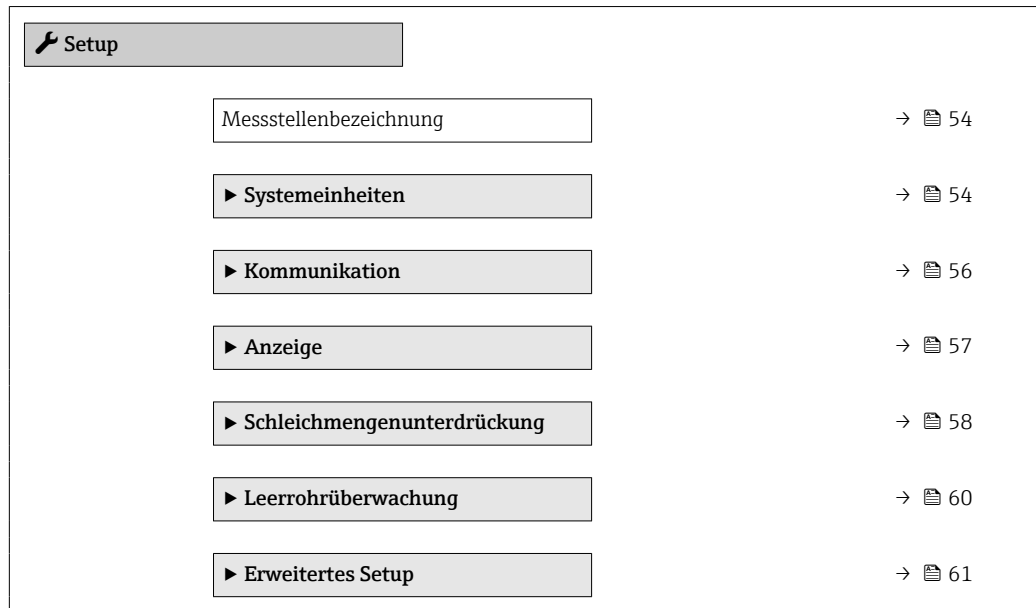 Setup
Messstellenbezeichnung → 54
▶ Systemeinheiten → 54
▶ Kommunikation → 56
▶ Anzeige → 57
▶ Schleichmengenunterdrückung → 58
▶ Leerrohrüberwachung → 60
▶ Erweitertes Setup → 61